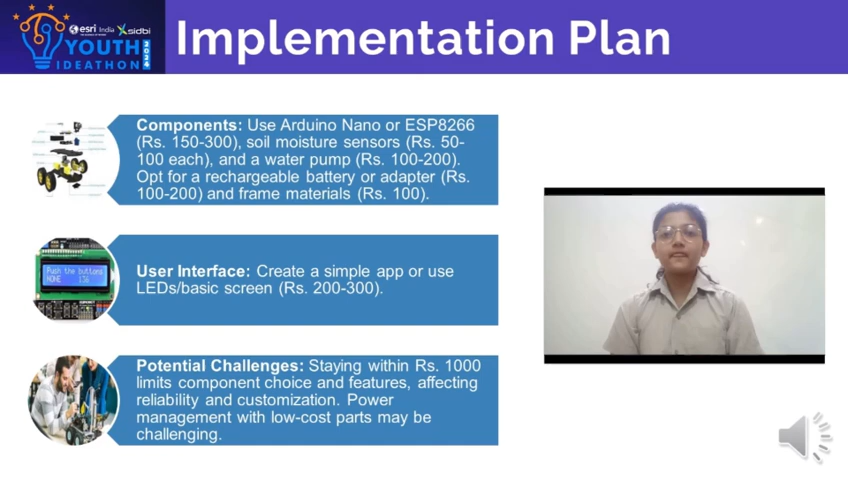 esri India
sidbi
YOUTH
IDEATHON
2024
Implementation Plan
Components: Use Arduino Nano or ESP8266
(Rs. 150-300), soil moisture sensors (Rs. 50-
100 each), and a water pump (Rs. 100-200).
Opt for a rechargeable battery or adapter (Rs.
100-200) and frame materials (Rs. 100).
Push the buttons
NONE 1:6
User Interface: Create a simple app or use
LEDs/basic screen (Rs. 200-300).
Potential Challenges: Staying within Rs. 1000
limits component choice and features, affecting
reliability and customization. Power
management with low-cost parts may be
challenging.